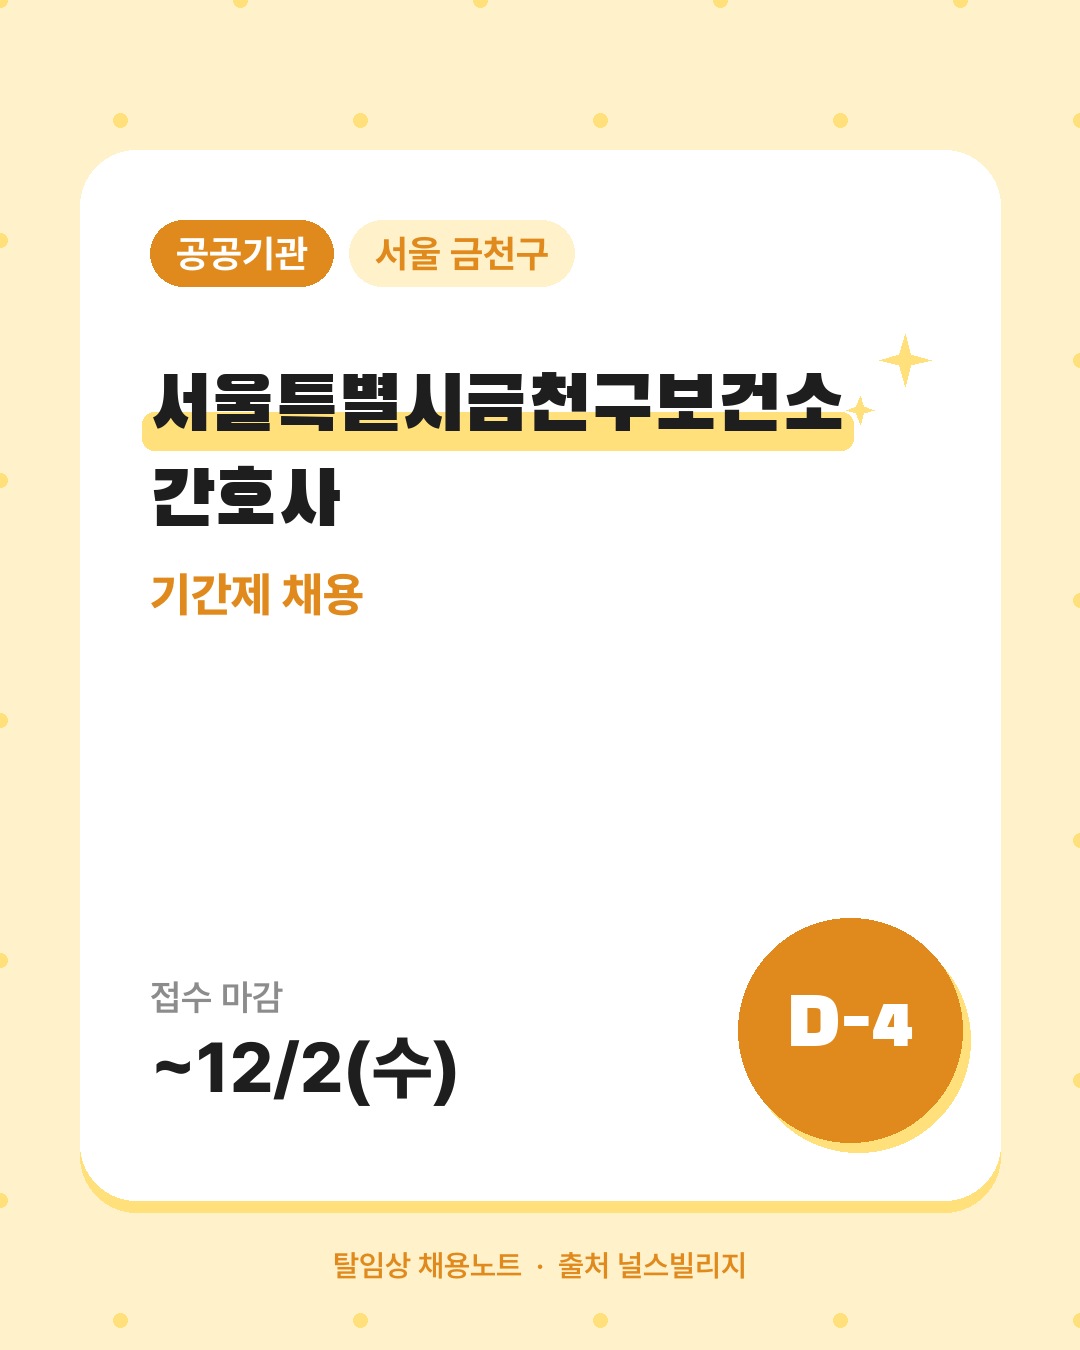 공공기관 서울 금천구
서울특별시금천구보건소
간호사
기간제 채용
접수 마감
~12/2(수)
D-4
탈임상 채용노트 · 출처 널스빌리지